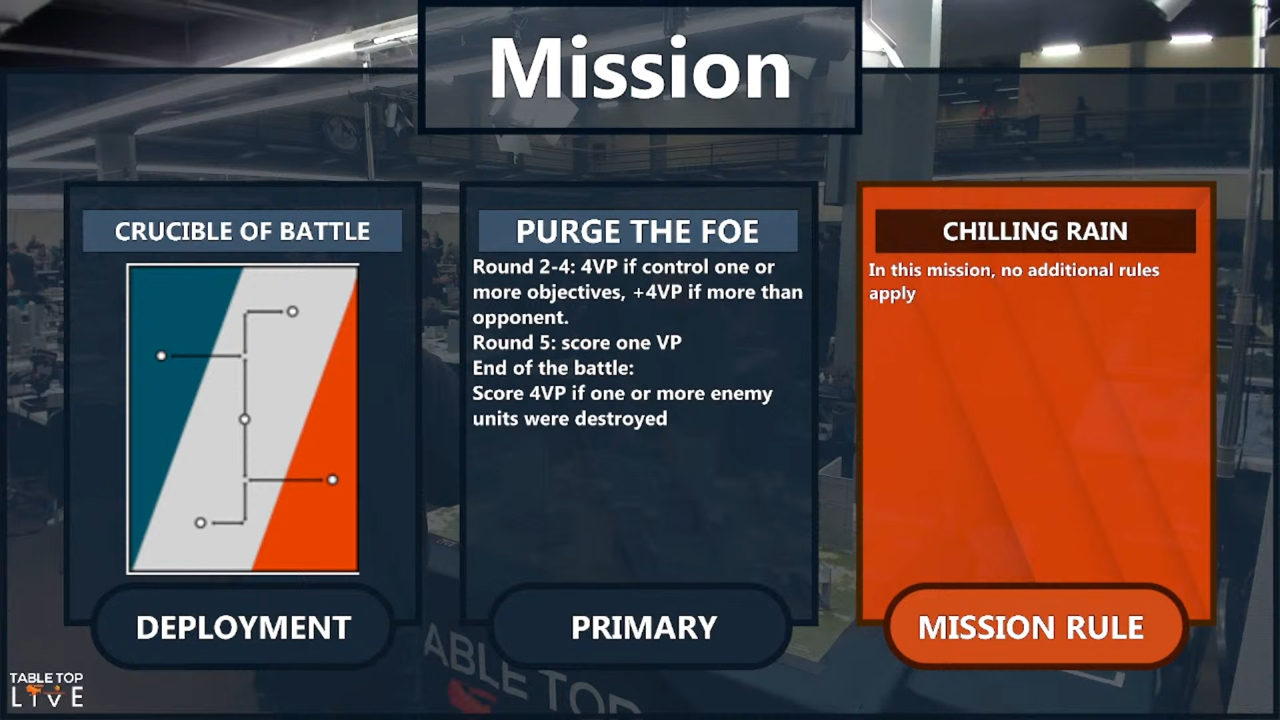 Mission
CRUCIBLE OF BATTLE
DEPLOYMENT
PURGE THE FOE
Round 2-4: 4VP if control one or
more objectives, +4VP if more than
opponent.
Round 5: score one VP
End of the battle:
Score 4VP if one or more enemy
units were destroyed
PRIMARY
CHILLING RAIN
In this mission, no additional rules
apply
MISSION RULE
TABLE TOP
LIVE
ABLE TOP